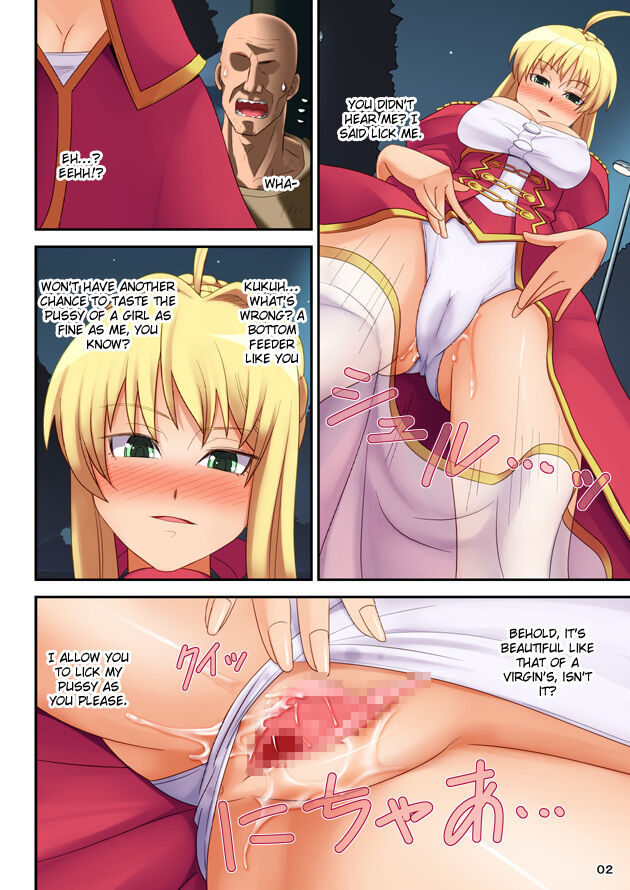 YOU DIDN'T
HEAR ME? I
SAID LICK ME.
シュル…ッ
WHA-
EH...?
EEHH!?
KUKUH...
WHAT'S
WRONG? A
BOTTOM
FEEDER
LIKE YOU
WON'T HAVE ANOTHER
CHANCE TO TASTE THE
PUSSY OF A GIRL AS
FINE AS ME, YOU
KNOW?
BEHOLD, IT'S
BEAUTIFUL LIKE
THAT OF A
VIRGIN'S, ISN'T
IT?
クイッ
I ALLOW YOU
TO LICK MY
PUSSY AS
YOU PLEASE.
にちゃあ…
02